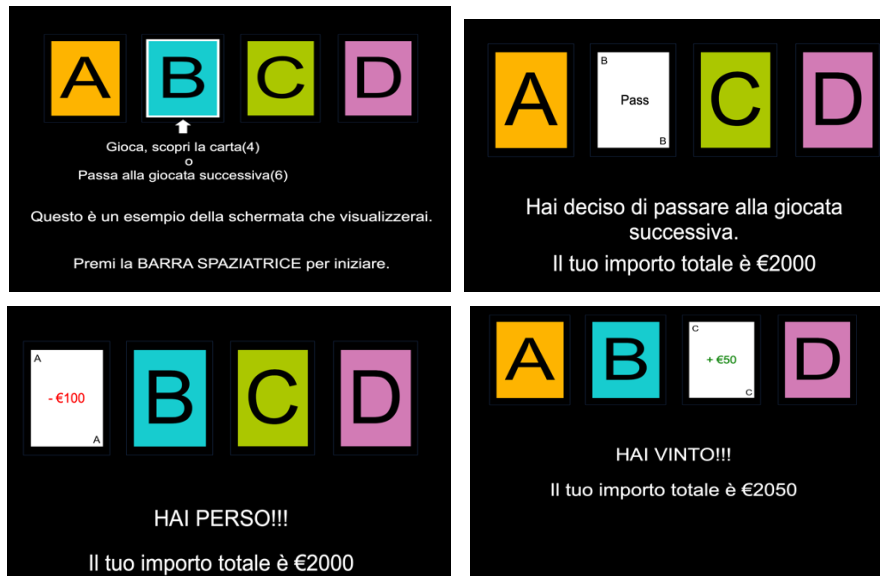 A B C D
Gioca, scopri la carta(4)
o
Passa alla giocata successiva(6)
Questo è un esempio della schermata che visualizzerai.
Premi la BARRA SPAZIATRICE per iniziare.
A B Pass B C D
Hai deciso di passare alla giocata
successiva.
Il tuo importo totale è €2000
A - €100 A B C D
HAI PERSO!!!
Il tuo importo totale è €2000
A B C + €50 C D
HAI VINTO!!!
Il tuo importo totale è €2050